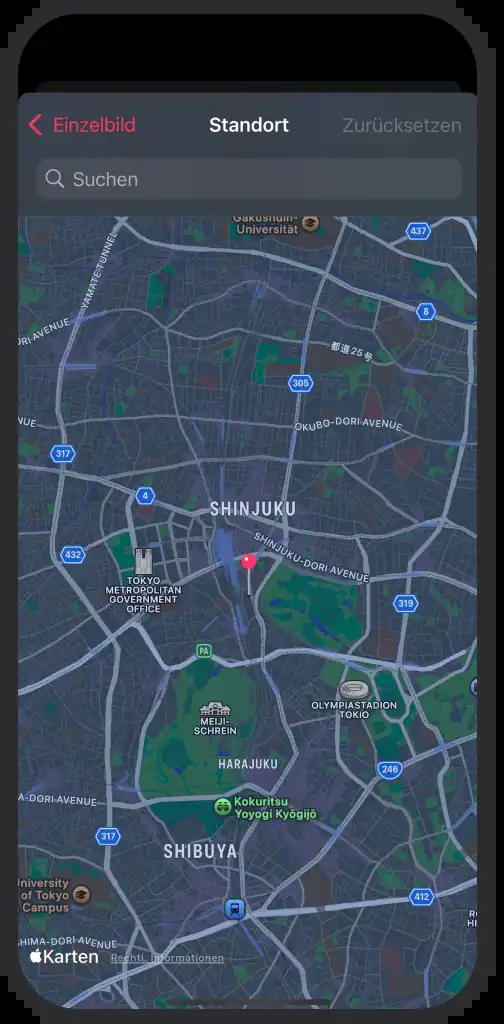 Einzelbild
Standort
Zurücksetzen
Suchen
Gakushuin-
Universität
437
YAMATE TUNNEL
8
ORI-AVENUE
都道25号
305
NUE
OKUBO-DORI AVENUE
317
4
SHINJUKU
SHINJUKU-DORI AVENUE
432
TOKYO
METROPOLITAN
GOVERNMENT
OFFICE
319
PA
OLYMPIASTADION
TOKIO
MEIJI-
SCHREIN
HARAJUKU
246
A-DORI AVENUE
Kokuritsu
Yoyogi Kyōgijō
317
SHIBUYA
University
of Tokyo
Campus
412
SHIMA-DORI AVENUE
Karten
Rechtl. Informationen